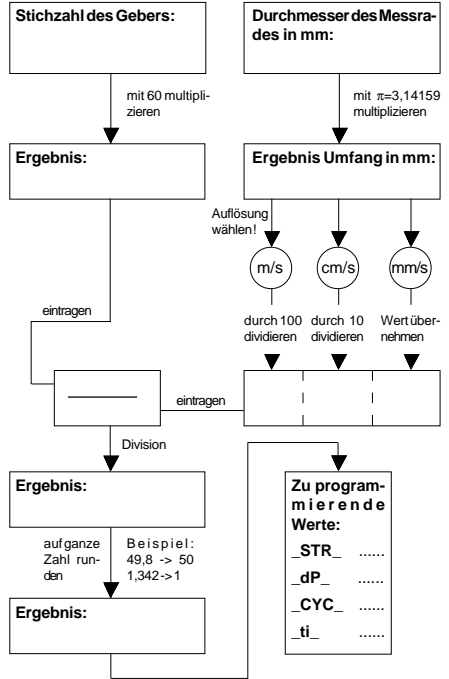 Stichzahl des Gebers:
Durchmesser des Messra-
des in mm:
mit 60 multipli-
zieren
mit π=3,14159
multiplizieren
Ergebnis:
Ergebnis Umfang in mm:
Auflösung
wählen!
m/s
cm/s
mm/s
eintragen
durch 100
dividieren
durch 10
dividieren
Wert über-
nehmen
eintragen
Division
Ergebnis:
auf ganze
Zahl run-
den
Beispiel:
49,8 -> 50
1,342->1
Ergebnis:
Zu program-
mierende
Werte:
_STR_ ......
_dP_ ......
_CYC_ ......
_ti_ ......